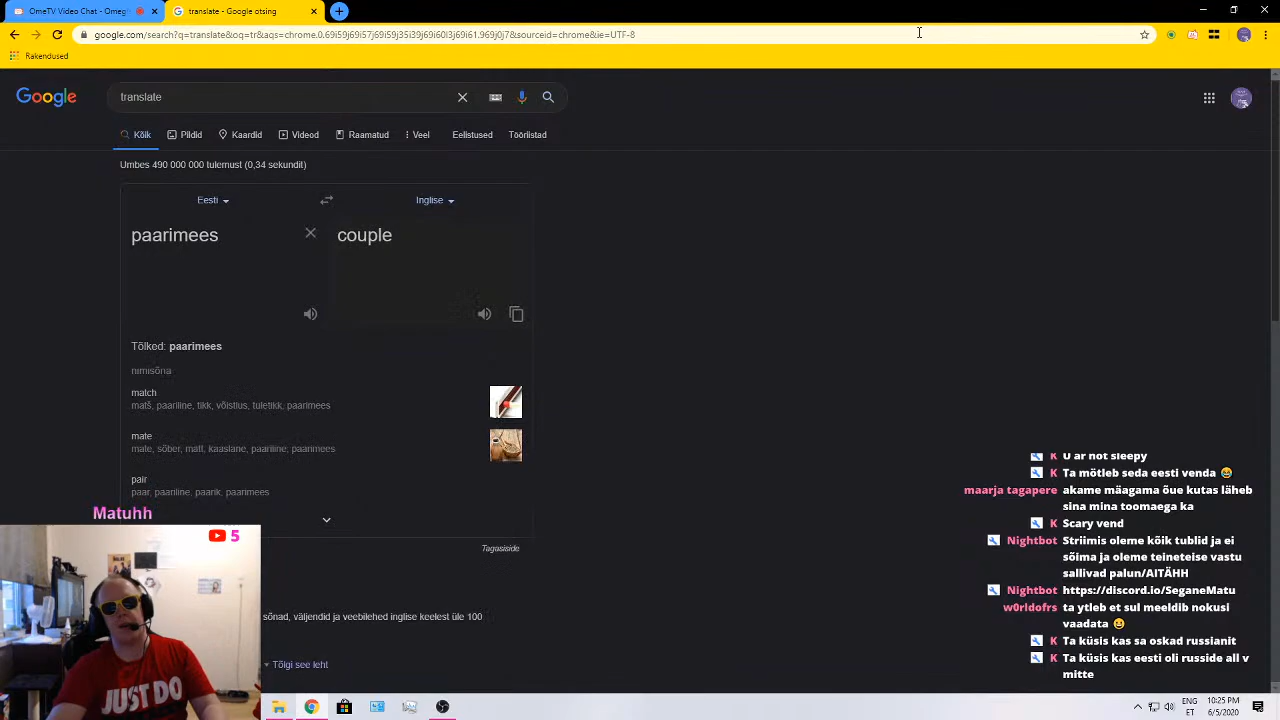 OmeTV Video Chat - Omeg
translate - Google otsing
google.com/search?q=translate&oq=tr&aqs=chrome.0.69i59j69i57j69i59j35i39j69i60l3j69i61.969j0j7&sourceid=chrome&ie=UTF-8
Rakendused
Google
translate
Kõik
Pildid
Kaardid
Videod
Raamatud
Veel
Eelistused
Tööriistad
Umbes 490 000 000 tulemust (0,34 sekundit)
Eesti
Inglise
paarimees
couple
Tõlked: paarimees
nimisõna
match
matš, paariline, tikk, võistlus, tuletikk, paarimees
mate
mate, sõber, matt, kaaslane, paariline, paarimees
pair
paar, paariline, paarik, paarimees
Tagasiside
sõnad, väljendid ja veebilehed inglise keelest üle 100
Tõlgi see leht
Matuhh
5
JUST DO
K U ar not sleepy
K Ta mõtleb seda eesti venda
maarja tagapere akame mäagama õue kutas läheb
sina mina toomaega ka
K Scary vend
Nightbot Striimis oleme kõik tublid ja ei
sõima ja oleme teineteise vastu
sallivad palun/AITÄHH
Nightbot https://discord.io/SeganeMatu
w0rldofrs ta ytleb et sul meeldib nokusi
vaadata
K Ta küsis kas sa oskad russianit
K Ta küsis kas eesti oli russide all v
mitte
ENG
ET
10:25 PM
6/5/2020